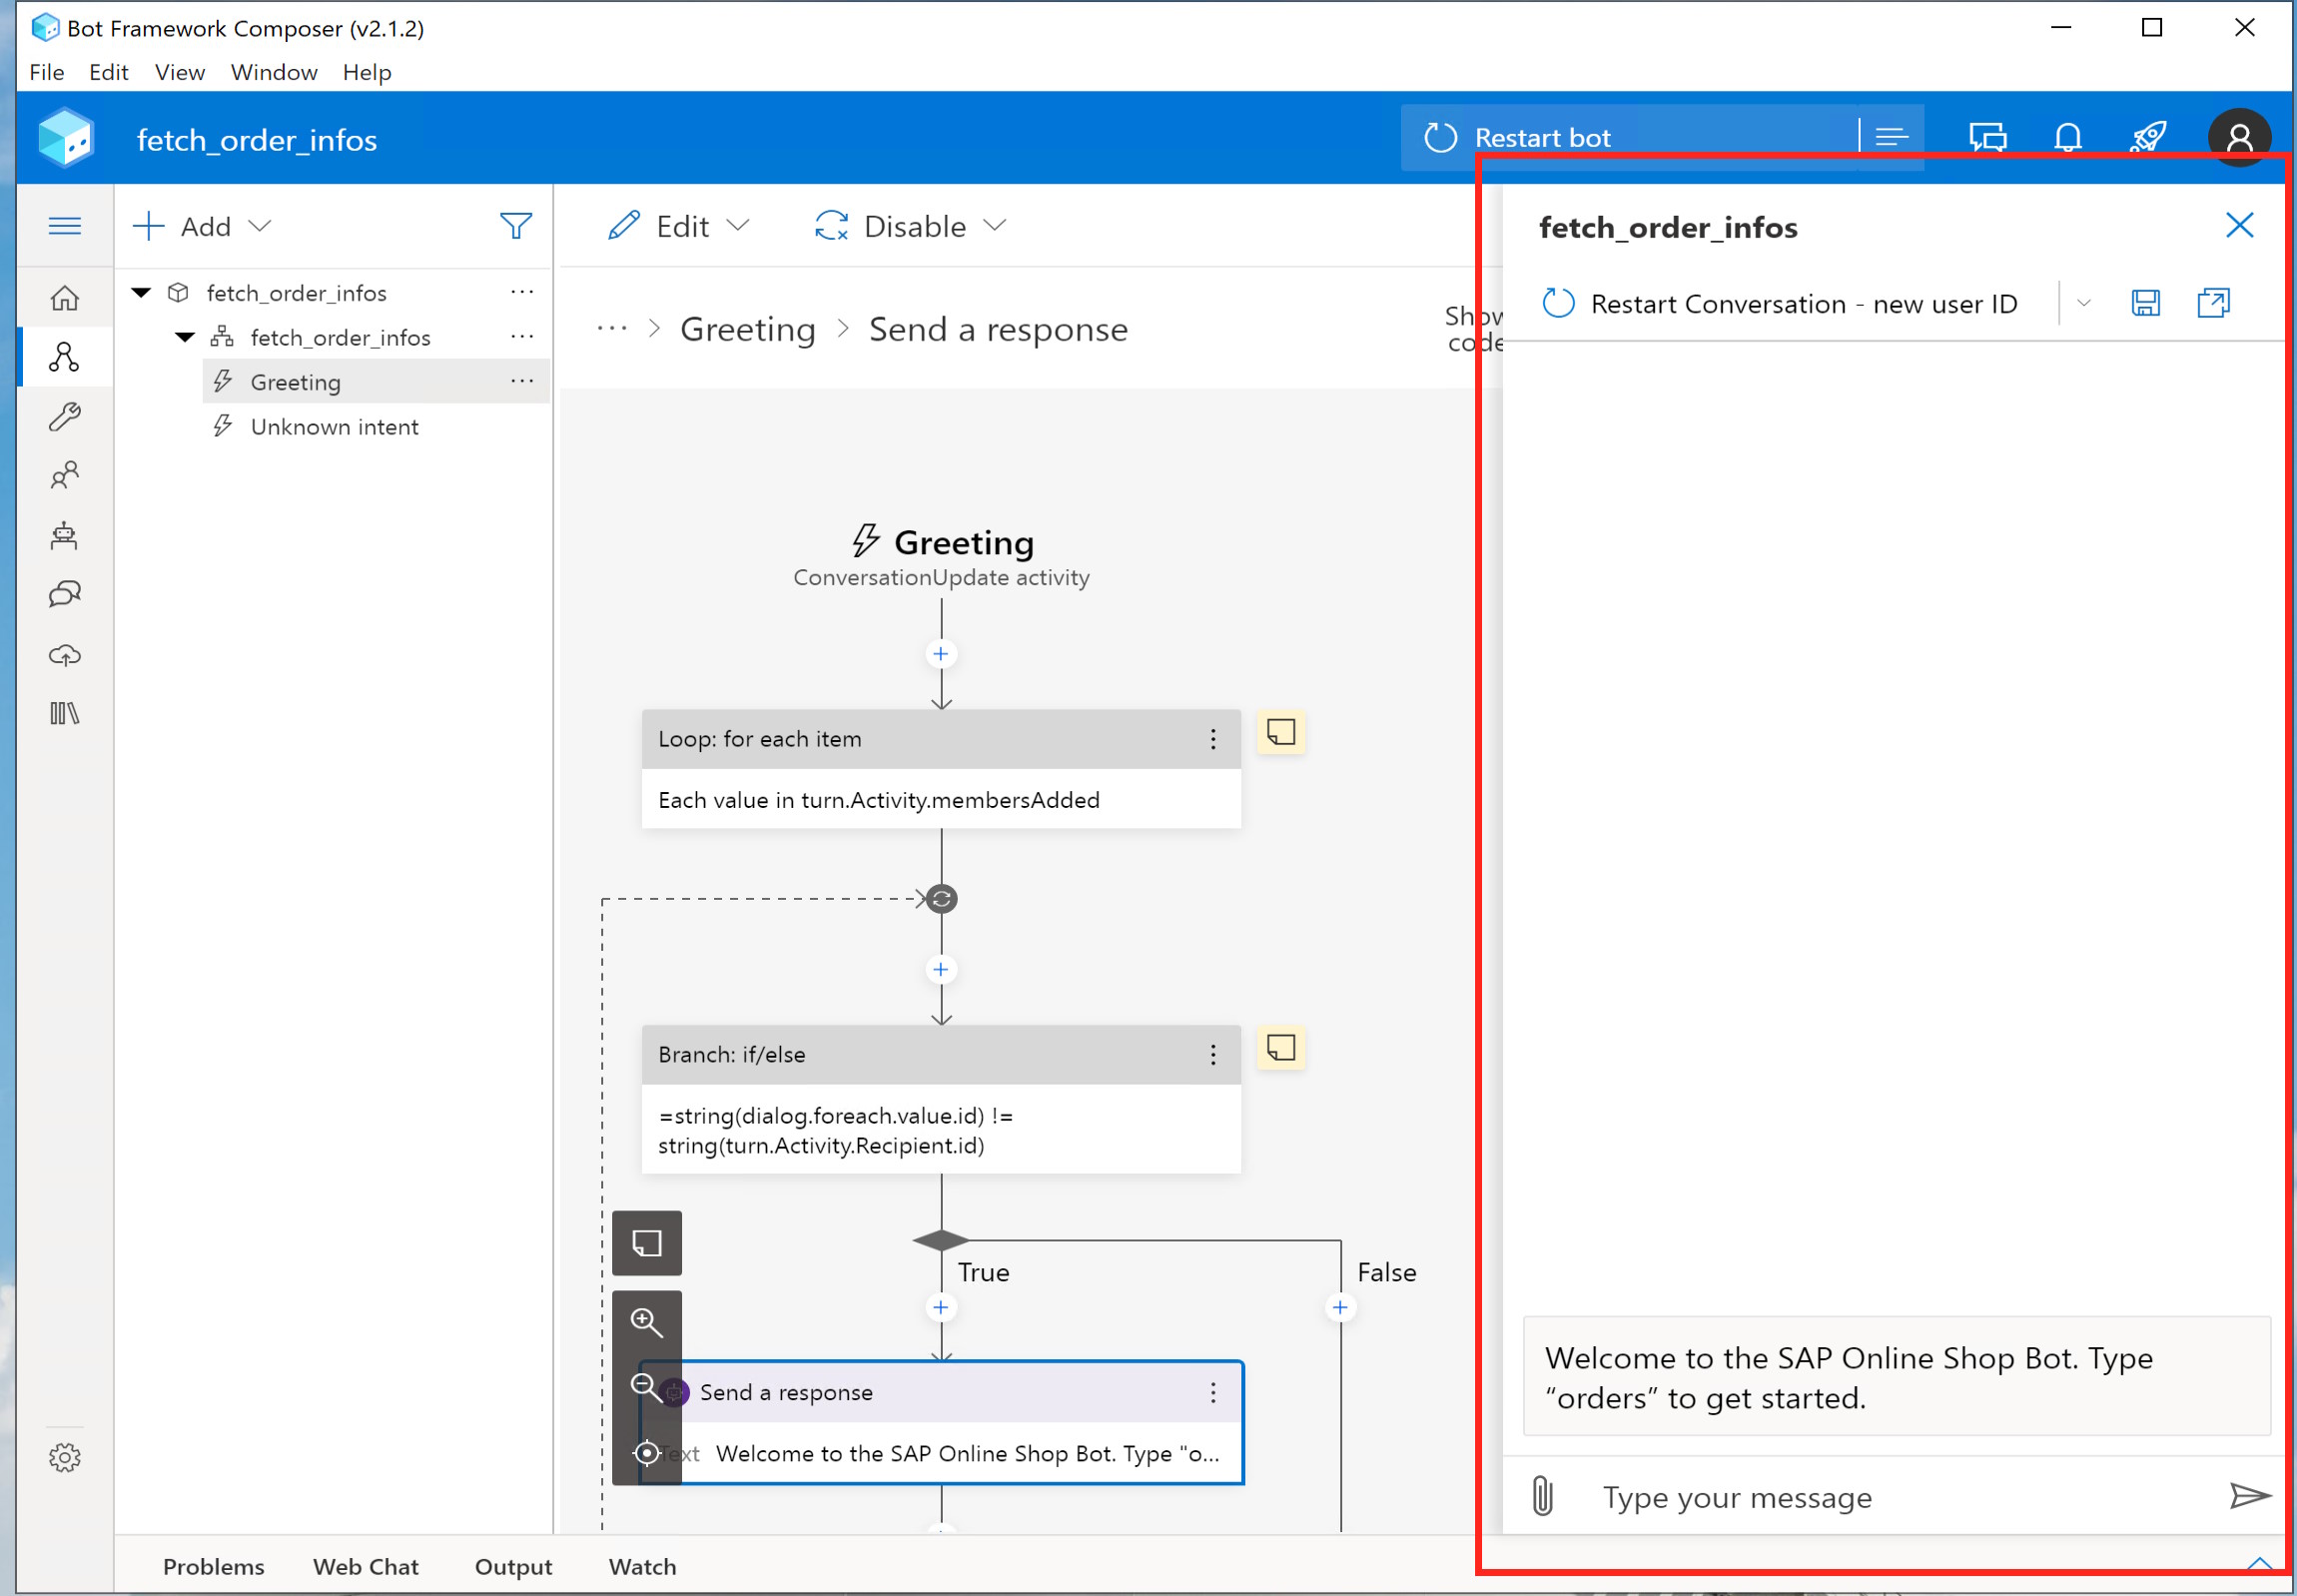 Bot Framework Composer (v2.1.2)
File Edit View Window Help
fetch_order_infos
Restart bot
Add
Edit
Disable
fetch_order_infos
fetch_order_infos
Greeting
Unknown intent
Greeting
Send a response
Show
code
Greeting
ConversationUpdate activity
Loop: for each item
Each value in turn.Activity.membersAdded
Branch: if/else
=string(dialog.foreach.value.id) !=
string(turn.Activity.Recipient.id)
True
False
Send a response
Text Welcome to the SAP Online Shop Bot. Type "o...
fetch_order_infos
Restart Conversation - new user ID
Welcome to the SAP Online Shop Bot. Type
“orders” to get started.
Type your message
Problems Web Chat Output Watch